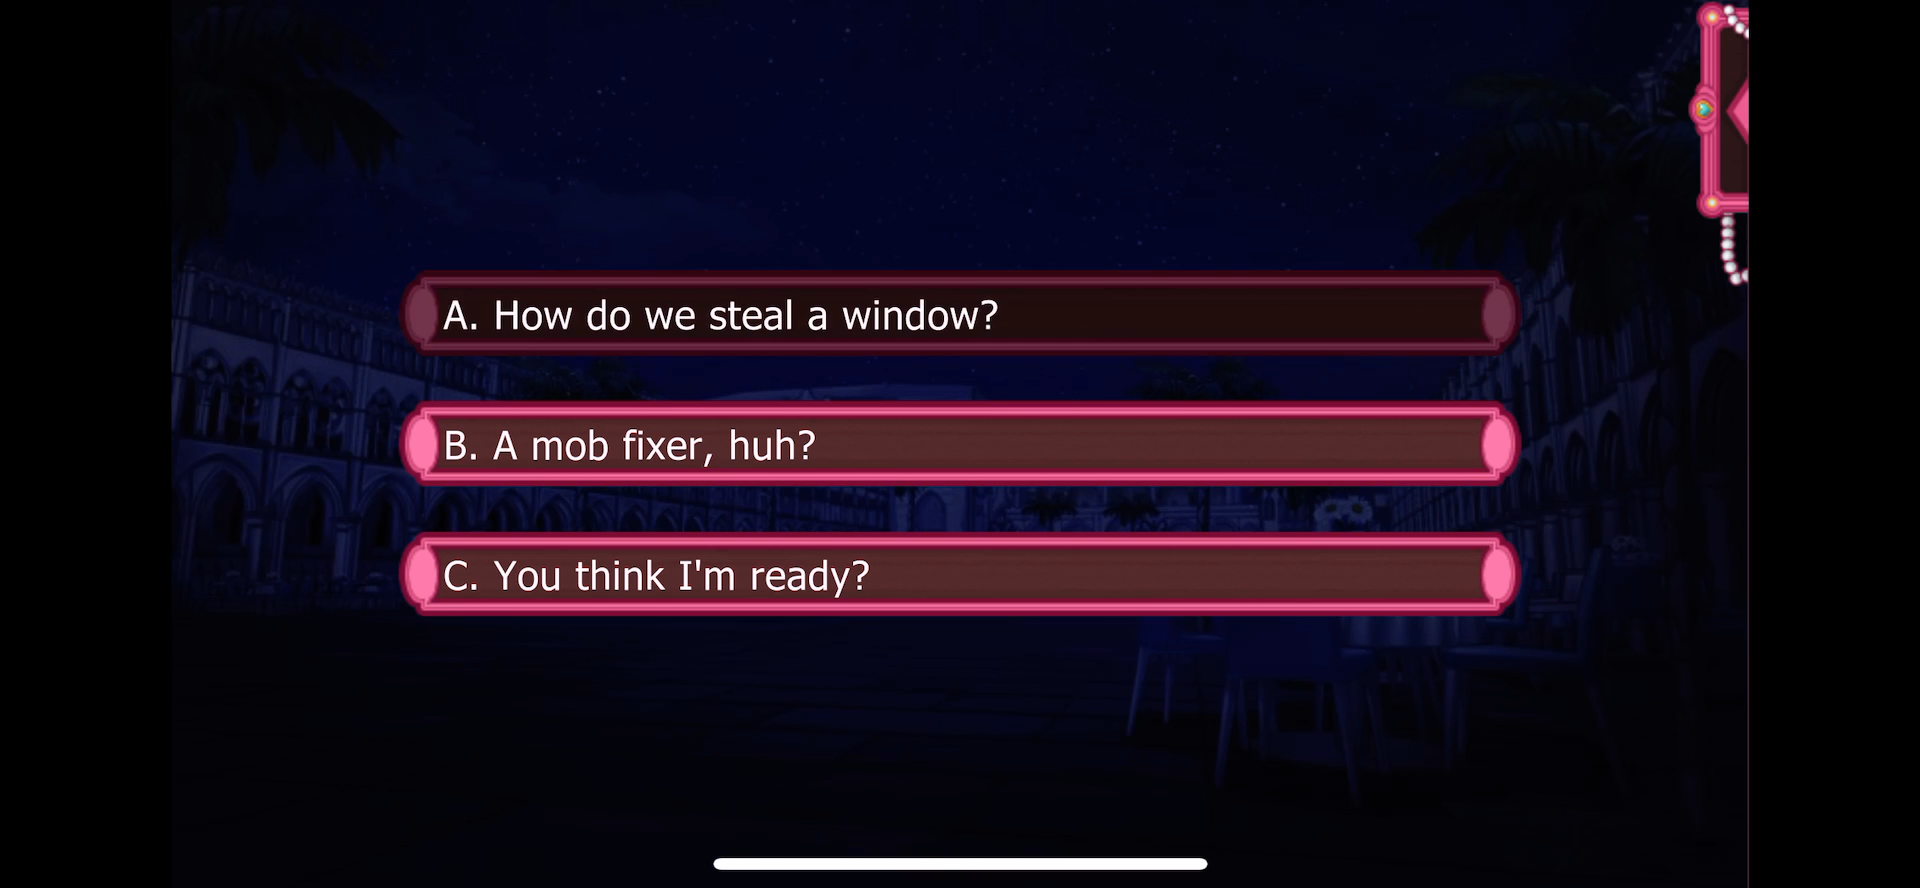 A. How do we steal a window?
B. A mob fixer, huh?
C. You think I'm ready?